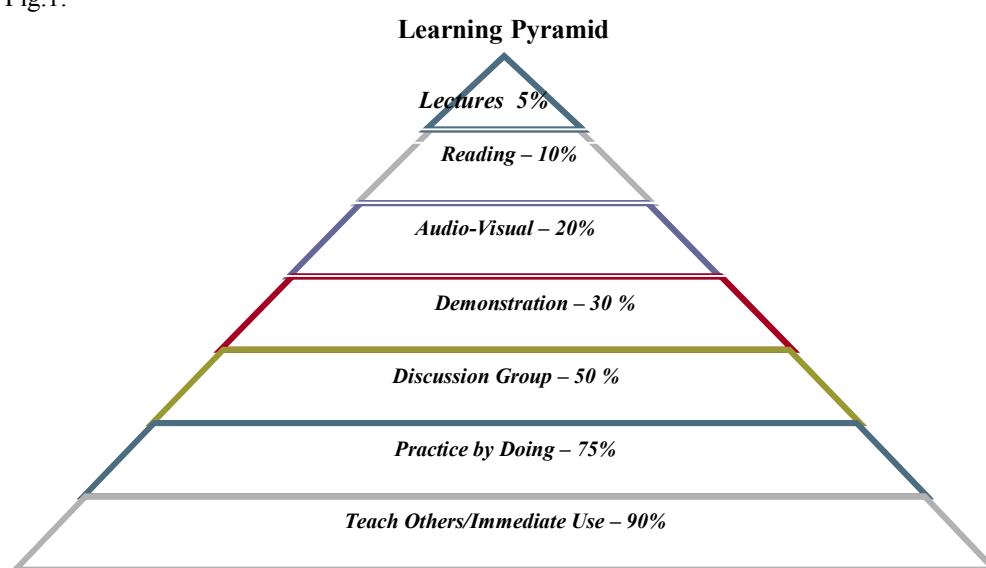 Fig.1.
Learning Pyramid
Lectures 5%
Reading – 10%
Audio-Visual – 20%
Demonstration – 30 %
Discussion Group – 50 %
Practice by Doing – 75%
Teach Others/Immediate Use – 90%